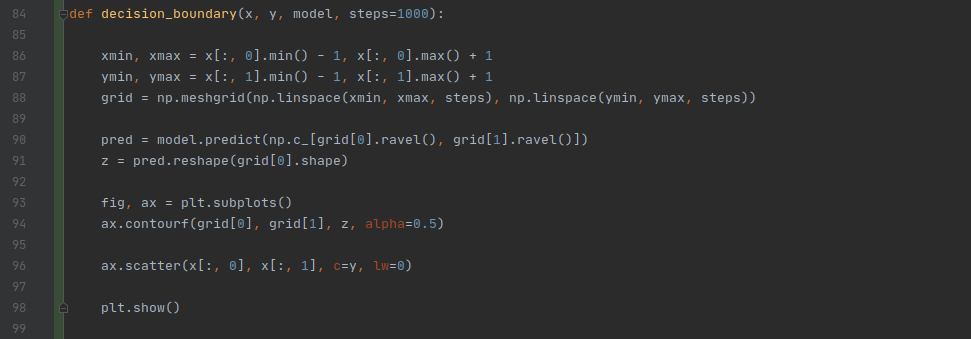 84 def decision_boundary(x, y, model, steps=1000):
85
86 xmin, xmax = x[:, 0].min() - 1, x[:, 0].max() + 1
87 ymin, ymax = x[:, 1].min() - 1, x[:, 1].max() + 1
88 grid = np.meshgrid(np.linspace(xmin, xmax, steps), np.linspace(ymin, ymax, steps))
89
90 pred = model.predict(np.c_[grid[0].ravel(), grid[1].ravel()])
91 z = pred.reshape(grid[0].shape)
92
93 fig, ax = plt.subplots()
94 ax.contourf(grid[0], grid[1], z, alpha=0.5)
95
96 ax.scatter(x[:, 0], x[:, 1], c=y, lw=0)
97
98 plt.show()
99